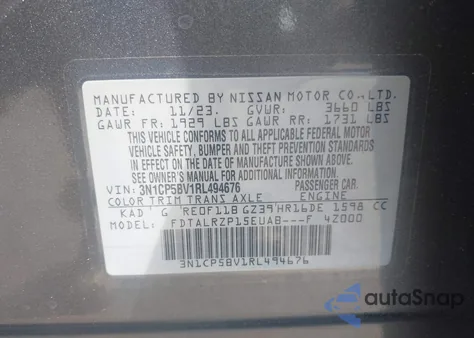 MANUFACTURED BY NISSAN MOTOR CO., LTD.
DATE: 11/23. GVWR: 3660 LBS
GAWR FR: 1929 LBS GAWR RR: 1731 LBS
THIS VEHICLE CONFORMS TO ALL APPLICABLE FEDERAL MOTOR
VEHICLE SAFETY, BUMPER AND THEFT PREVENTION STANDARDS
IN EFFECT ON THE DATE OF MANUFACTURE SHOWN ABOVE.
SEE OWNER'S MANUAL FOR ADDITIONAL INFORMATION
VIN: 3N1CP5BV1RL494676 PASSENGER CAR.
COLOR TRIM TRANS AXLE ENGINE
KAD G RE0F11B GZ39 HR16DE 1598 CC
MODEL: FDTALRZP15EUAB---F 4Z000
3N1CP5BV1RL494676
autoSnap